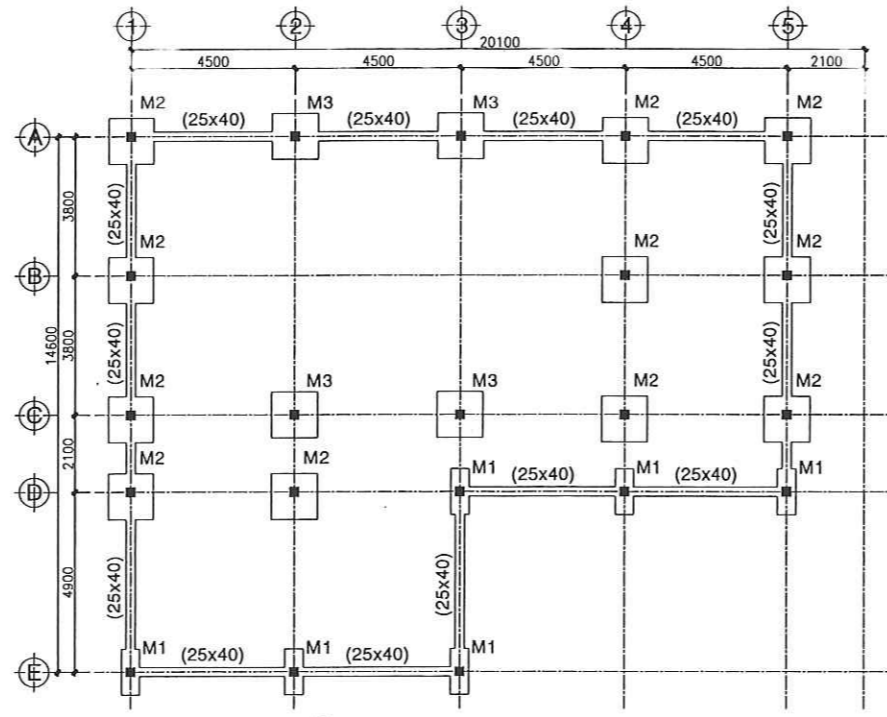 1 2 3 4 5
20100
4500 4500 4500 4500 2100
M2 M3 M3 M2 M2
(25x40) (25x40) (25x40) (25x40)
A
3800
(25x40) (25x40)
M2 M2 M2
B
14600
3800
(25x40) (25x40)
M2 M3 M3 M2 M2
C
2100
M2 M2 M1 M1 M1
(25x40) (25x40)
D
4900
(25x40) (25x40)
M1 M1 M1
(25x40) (25x40)
E